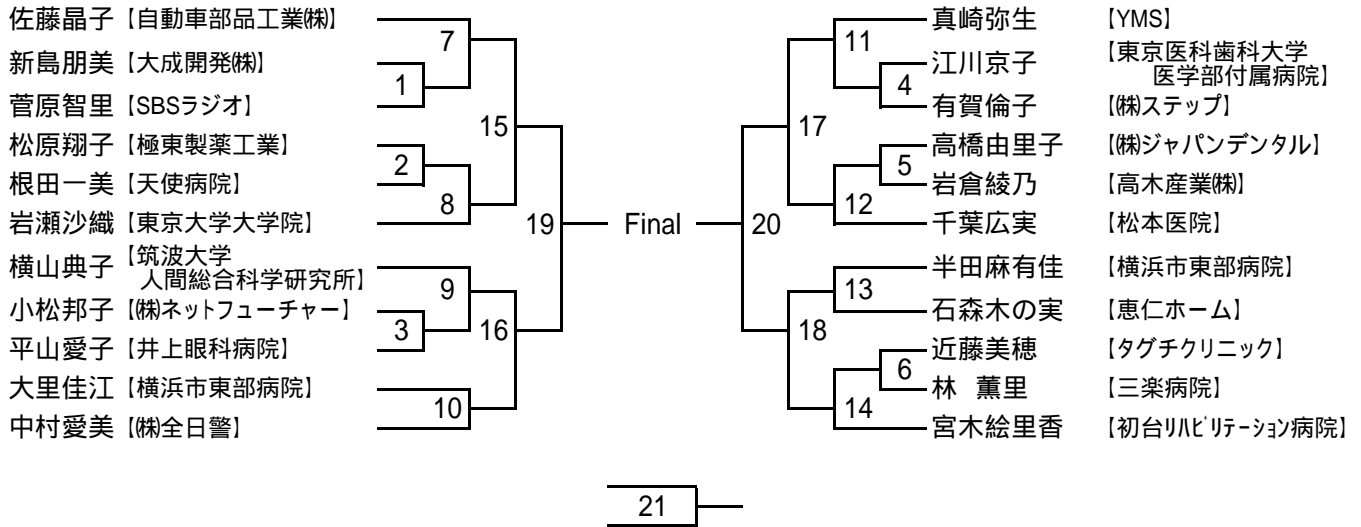 佐藤晶子【自動車部品工業㈱】
新島朋美【大成開発㈱】
菅原智里【SBSラジオ】
松原翔子【極東製薬工業】
根田一美【天使病院】
岩瀬沙織【東京大学大学院】
横山典子【筑波大学
人間総合科学研究所】
小松邦子【㈱ネットフューチャー】
平山愛子【井上眼科病院】
大里佳江【横浜市東部病院】
中村愛美【㈱全日警】
7
1
15
2
8
19
9
3
16
10
Final
11
4
17
5
12
20
13
18
6
14
真崎弥生【YMS】
江川京子【東京医科歯科大学
医学部付属病院】
有賀倫子【㈱ステップ】
高橋由里子【㈱ジャパンデンタル】
岩倉綾乃【高木産業㈱】
千葉広実【松本医院】
半田麻有佳【横浜市東部病院】
石森木の実【恵仁ホーム】
近藤美穂【タグチクリニック】
林 薫里【三楽病院】
宮木絵里香【初台ﾘﾊﾋﾞﾘﾃｰｼｮﾝ病院】
21